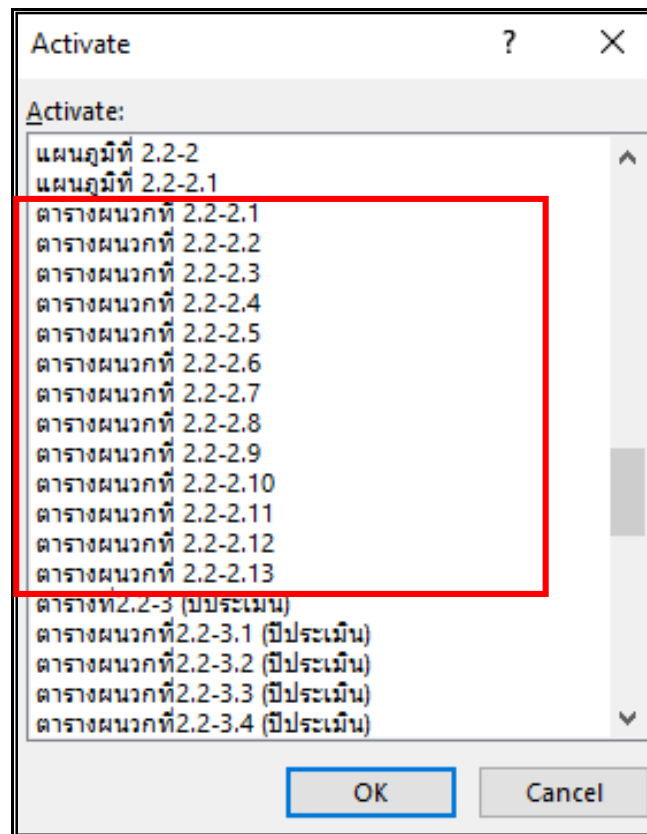 Activate ? ×
Activate:
แผนภูมิที่ 2.2-2
แผนภูมิที่ 2.2-2.1
ตารางผนวกที่ 2.2-2.1
ตารางผนวกที่ 2.2-2.2
ตารางผนวกที่ 2.2-2.3
ตารางผนวกที่ 2.2-2.4
ตารางผนวกที่ 2.2-2.5
ตารางผนวกที่ 2.2-2.6
ตารางผนวกที่ 2.2-2.7
ตารางผนวกที่ 2.2-2.8
ตารางผนวกที่ 2.2-2.9
ตารางผนวกที่ 2.2-2.10
ตารางผนวกที่ 2.2-2.11
ตารางผนวกที่ 2.2-2.12
ตารางผนวกที่ 2.2-2.13
ตารางที่2.2-3 (ปีประเมิน)
ตารางผนวกที่2.2-3.1 (ปีประเมิน)
ตารางผนวกที่2.2-3.2 (ปีประเมิน)
ตารางผนวกที่2.2-3.3 (ปีประเมิน)
ตารางผนวกที่2.2-3.4 (ปีประเมิน)
OK Cancel